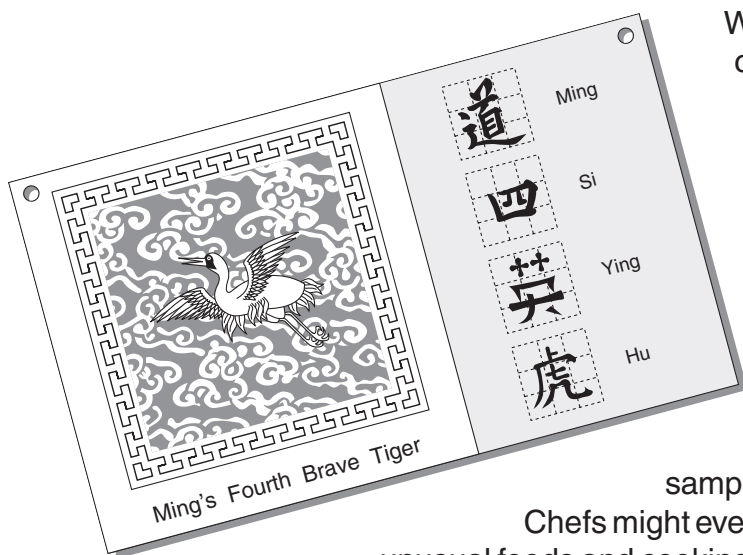 道 Ming
四 Si
英 Ying
虎 Hu
Ming's Fourth Brave Tiger
samp
Chefs might eve